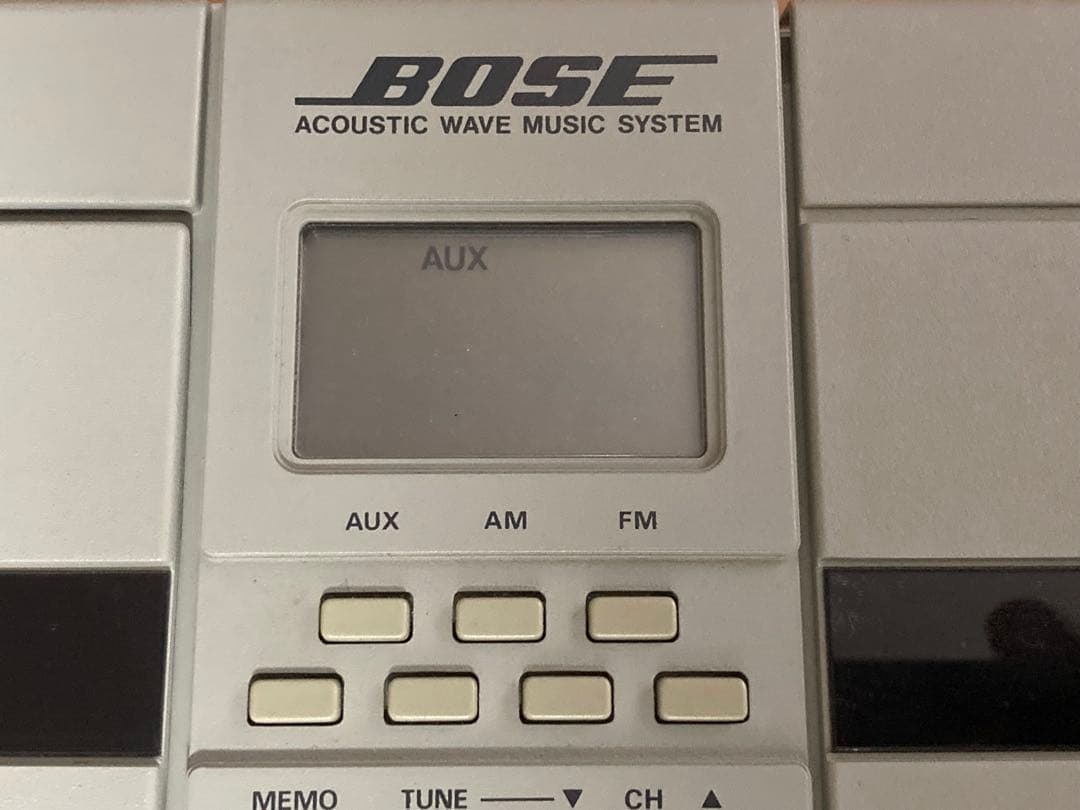 BOSE
ACOUSTIC WAVE MUSIC SYSTEM
AUX
AUX AM FM
MEMO TUNE ▼ CH ▲